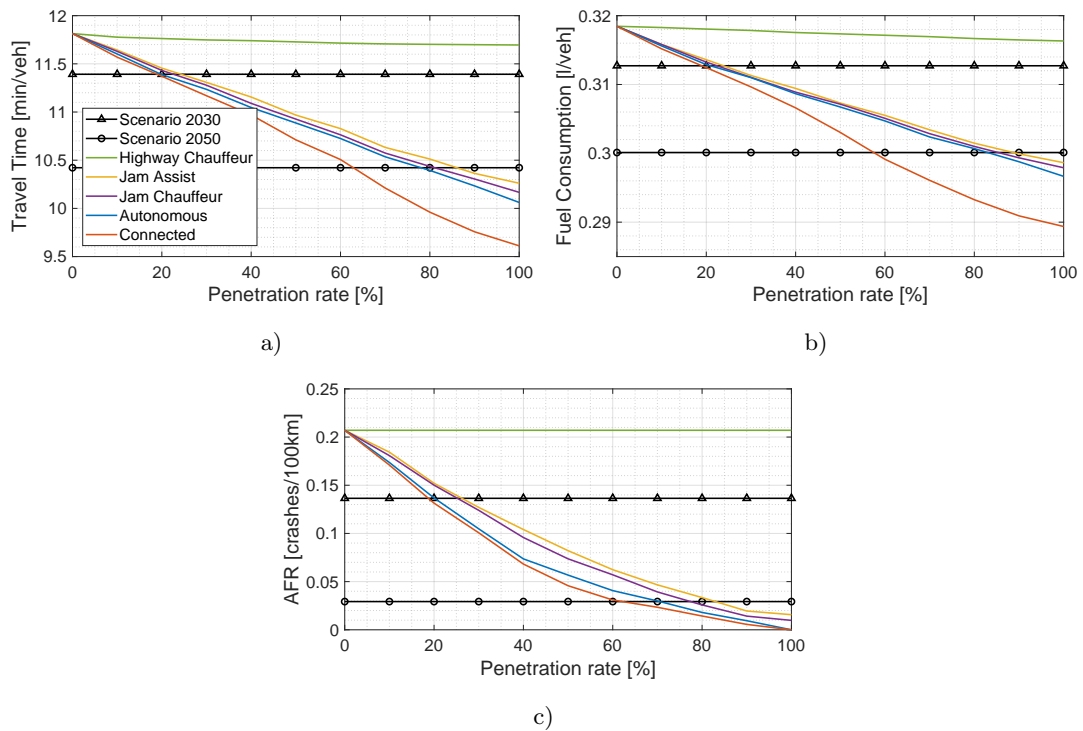 12
11.5
11
10.5
10
9.5
Travel Time [min/veh]
Scenario 2030
Scenario 2050
Highway Chauffeur
Jam Assist
Jam Chauffeur
Autonomous
Connected
0 20 40 60 80 100
Penetration rate [%]
a)
0.32
0.31
0.3
0.29
Fuel Consumption [l/veh]
0 20 40 60 80 100
Penetration rate [%]
b)
0.25
0.2
0.15
0.1
0.05
0
AFR [crashes/100km]
0 20 40 60 80 100
Penetration rate [%]
c)